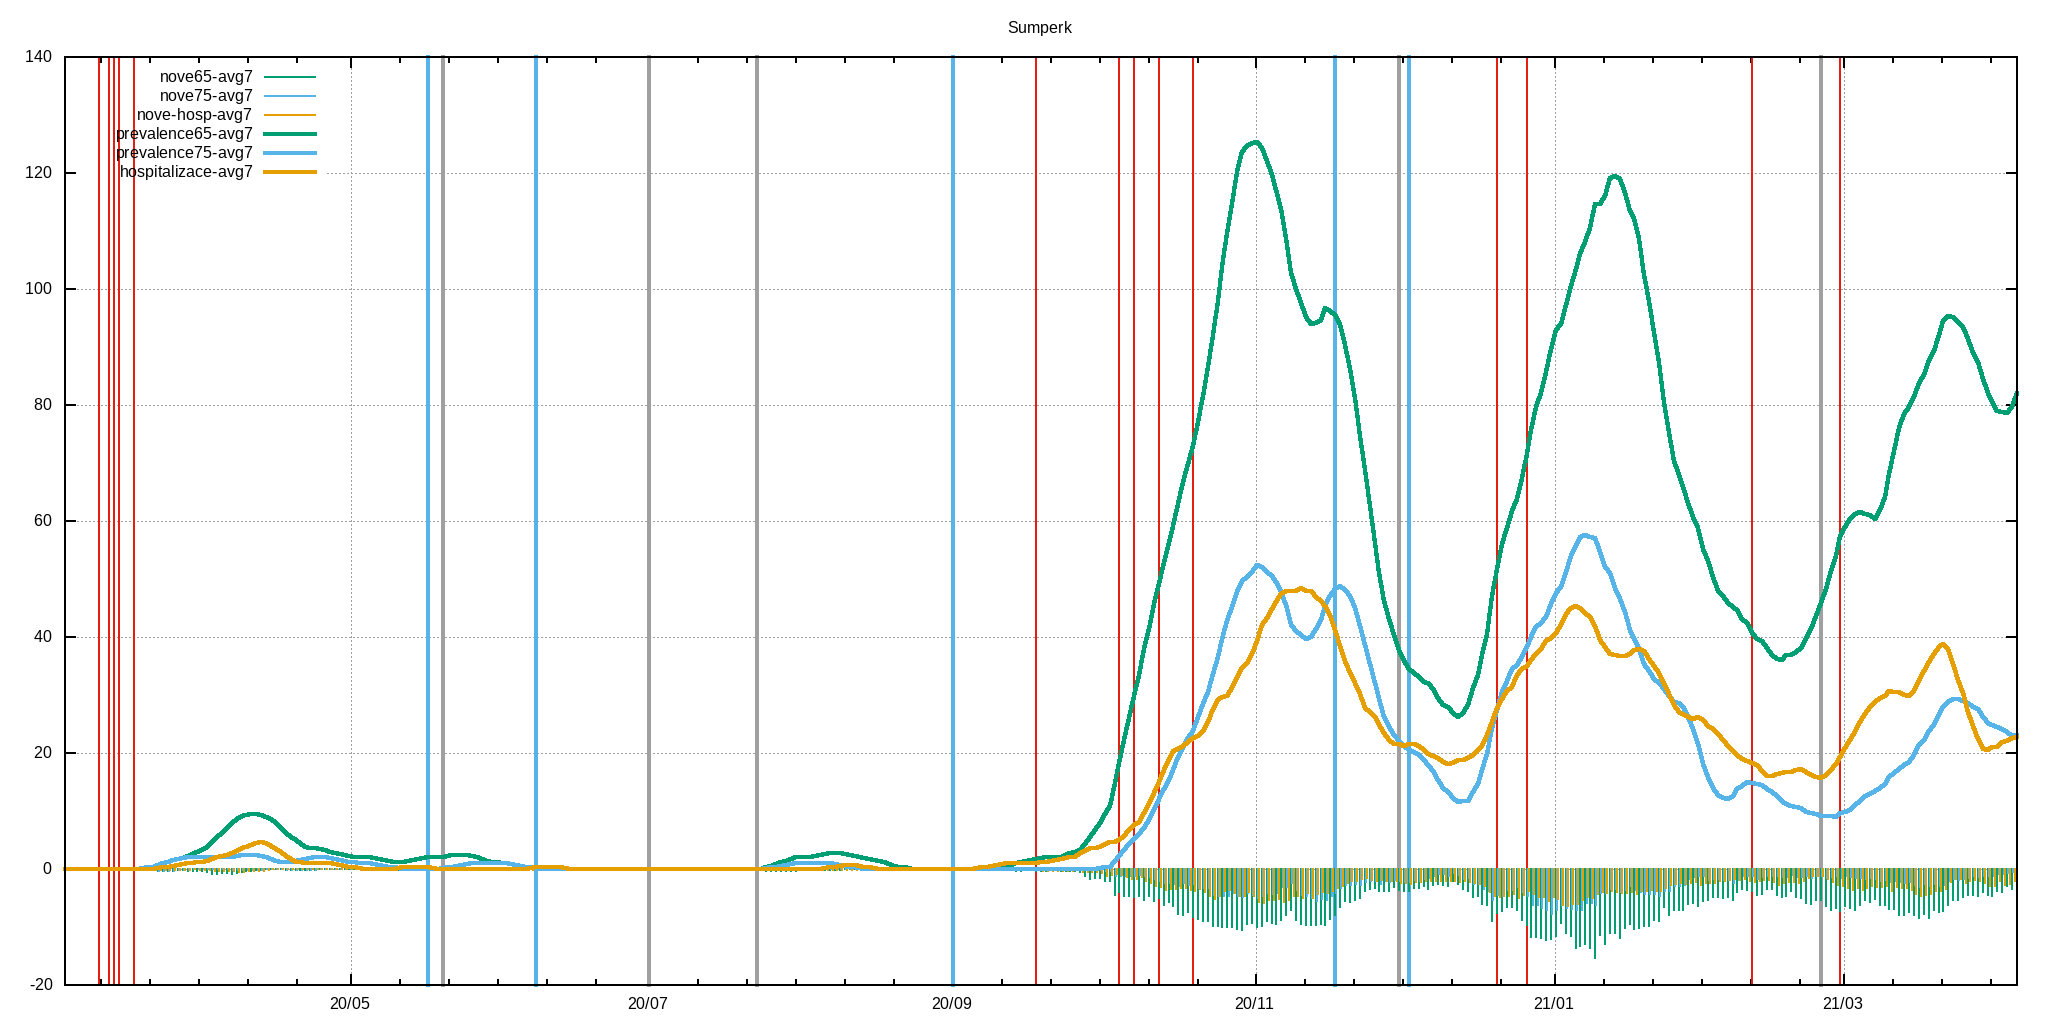 Sumperk
140
120
100
80
60
40
20
0
-20
nove65-avg7
nove75-avg7
nove-hosp-avg7
prevalence65-avg7
prevalence75-avg7
hospitalizace-avg7
20/05
20/07
20/09
20/11
21/01
21/03